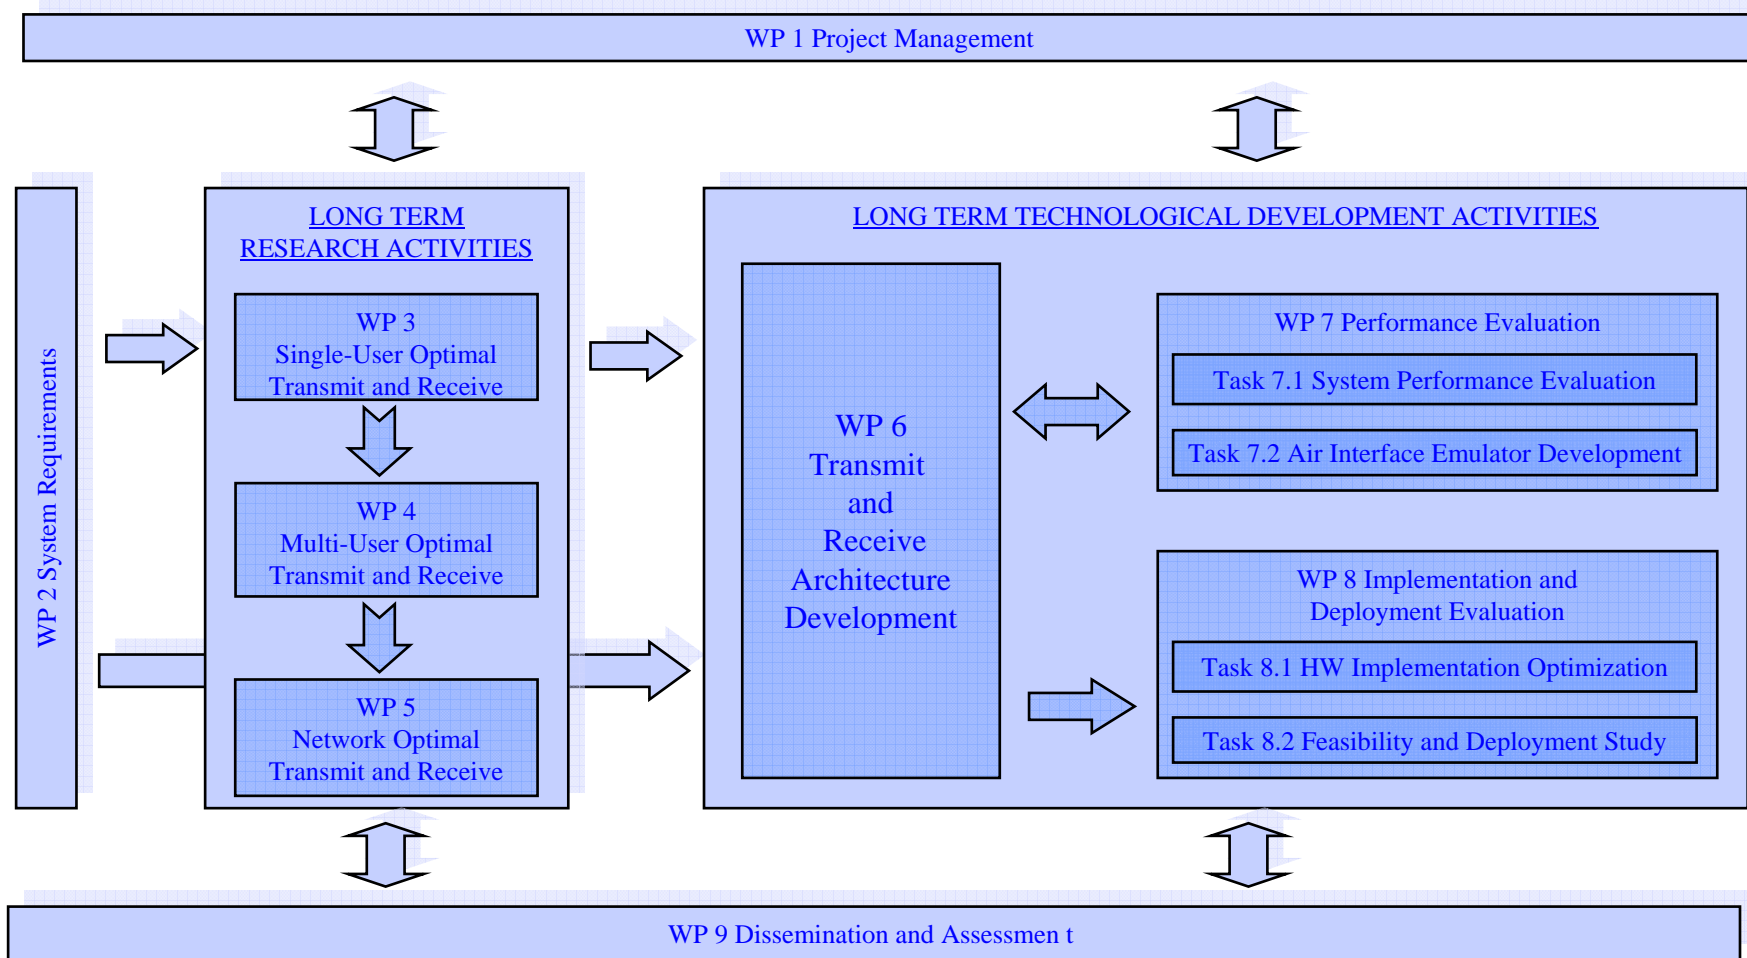 WP 1 Project Management
WP 2 System Requirements
LONG TERM
RESEARCH ACTIVITIES
WP 3
Single-User Optimal
Transmit and Receive
WP 4
Multi-User Optimal
Transmit and Receive
WP 5
Network Optimal
Transmit and Receive
LONG TERM TECHNOLOGICAL DEVELOPMENT ACTIVITIES
WP 6
Transmit
and
Receive
Architecture
Development
WP 7 Performance Evaluation
Task 7.1 System Performance Evaluation
Task 7.2 Air Interface Emulator Development
WP 8 Implementation and
Deployment Evaluation
Task 8.1 HW Implementation Optimization
Task 8.2 Feasibility and Deployment Study
WP 9 Dissemination and Assessmen t